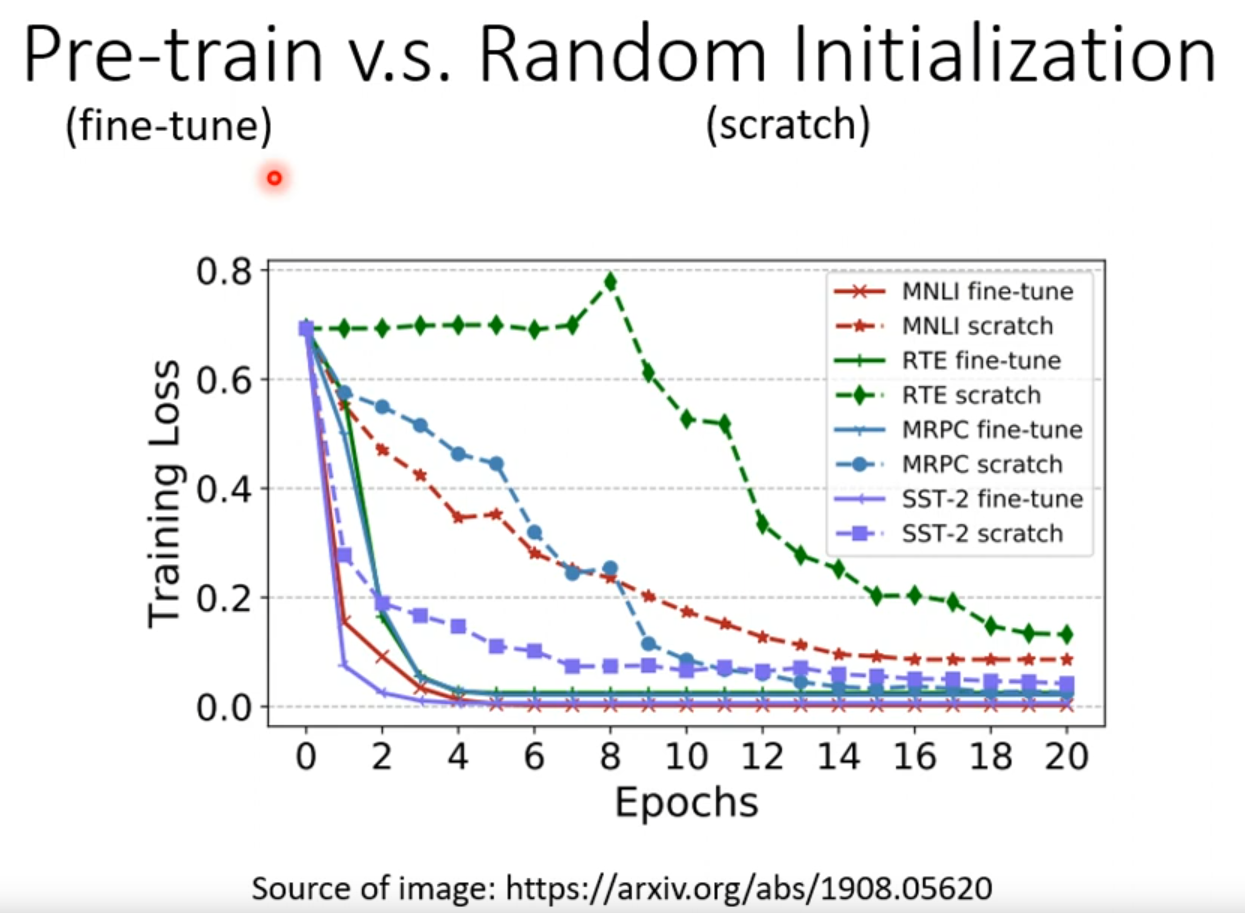 Pre-train v.s. Random Initialization
(fine-tune) (scratch)
0.8
0.6
0.4
0.2
0.0
Training Loss
MNLI fine-tune
MNLI scratch
RTE fine-tune
RTE scratch
MRPC fine-tune
MRPC scratch
SST-2 fine-tune
SST-2 scratch
0 2 4 6 8 10 12 14 16 18 20
Epochs
Source of image: https://arxiv.org/abs/1908.05620